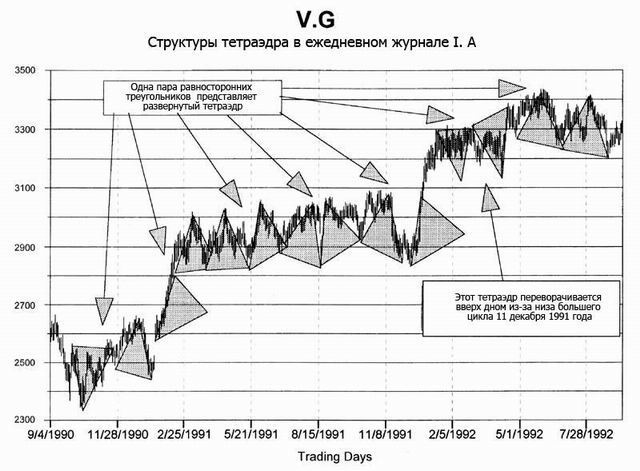 V.G
Структуры тетраэдра в ежедневном журнале I. A
3500
3300
3100
2900
2700
2500
2300
Одна пара равносторонних
треугольников представляет
развернутый тетраэдр
Этот тетраэдр переворачивается
вверх дном из-за низа большего
цикла 11 декабря 1991 года
9/4/1990 11/28/1990 2/25/1991 5/21/1991 8/15/1991 11/8/1991 2/5/1992 5/1/1992 7/28/1992
Trading Days